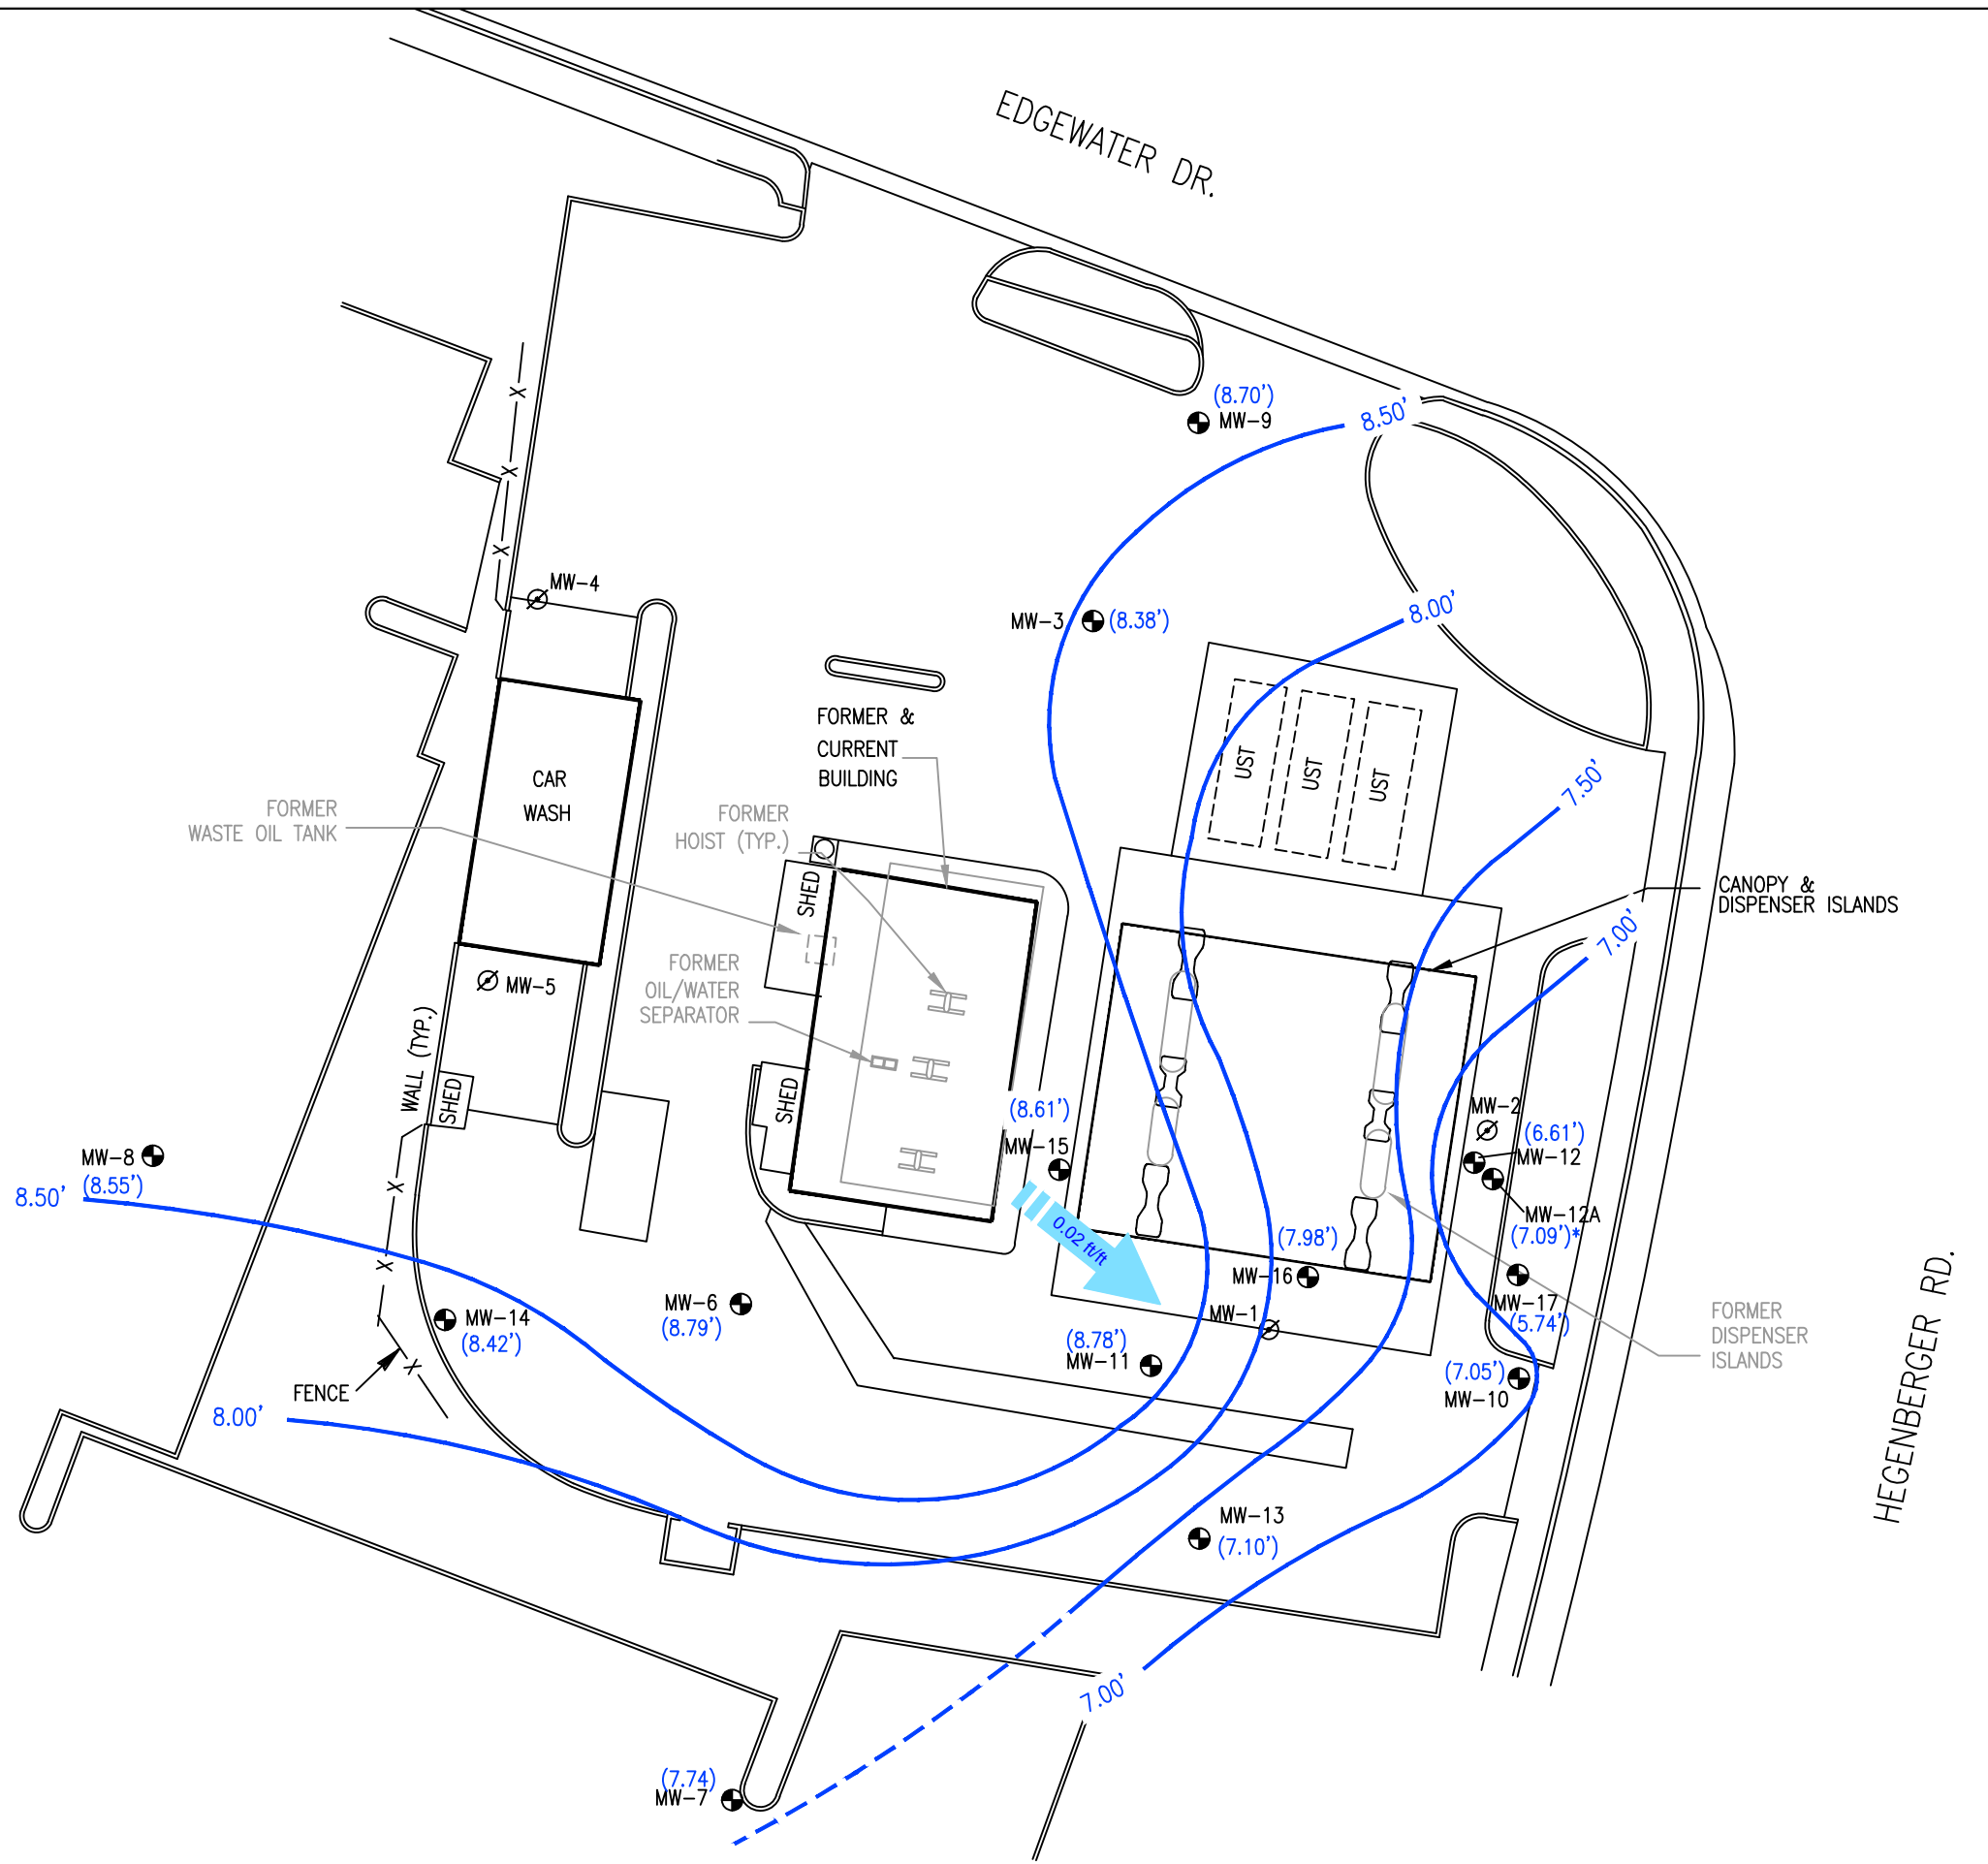 EDGEWATER DR.
(8.70')
MW-9
8.50'
X
X
X
MW-4
MW-3
(8.38')
8.00'
FORMER &
CURRENT
BUILDING
UST
UST
UST
7.50'
CAR
WASH
FORMER
WASTE OIL TANK
FORMER
HOIST (TYP.)
SHED
CANOPY &
DISPENSER ISLANDS
7.00'
FORMER
OIL/WATER
SEPARATOR
MW-5
WALL (TYP.)
SHED
SHED
(8.61')
MW-15
MW-2
(6.61')
MW-12
MW-12A
(7.09')*
MW-8
(8.55')
8.50'
X
X
X
0.02 ft/ft
(7.98')
MW-16
MW-1
MW-17
(5.74')
MW-14
(8.42')
MW-6
(8.79')
(8.78')
MW-11
(7.05')
MW-10
FORMER
DISPENSER
ISLANDS
FENCE
8.00'
HEGENBERGER RD.
MW-13
(7.10')
7.00'
(7.74)
MW-7